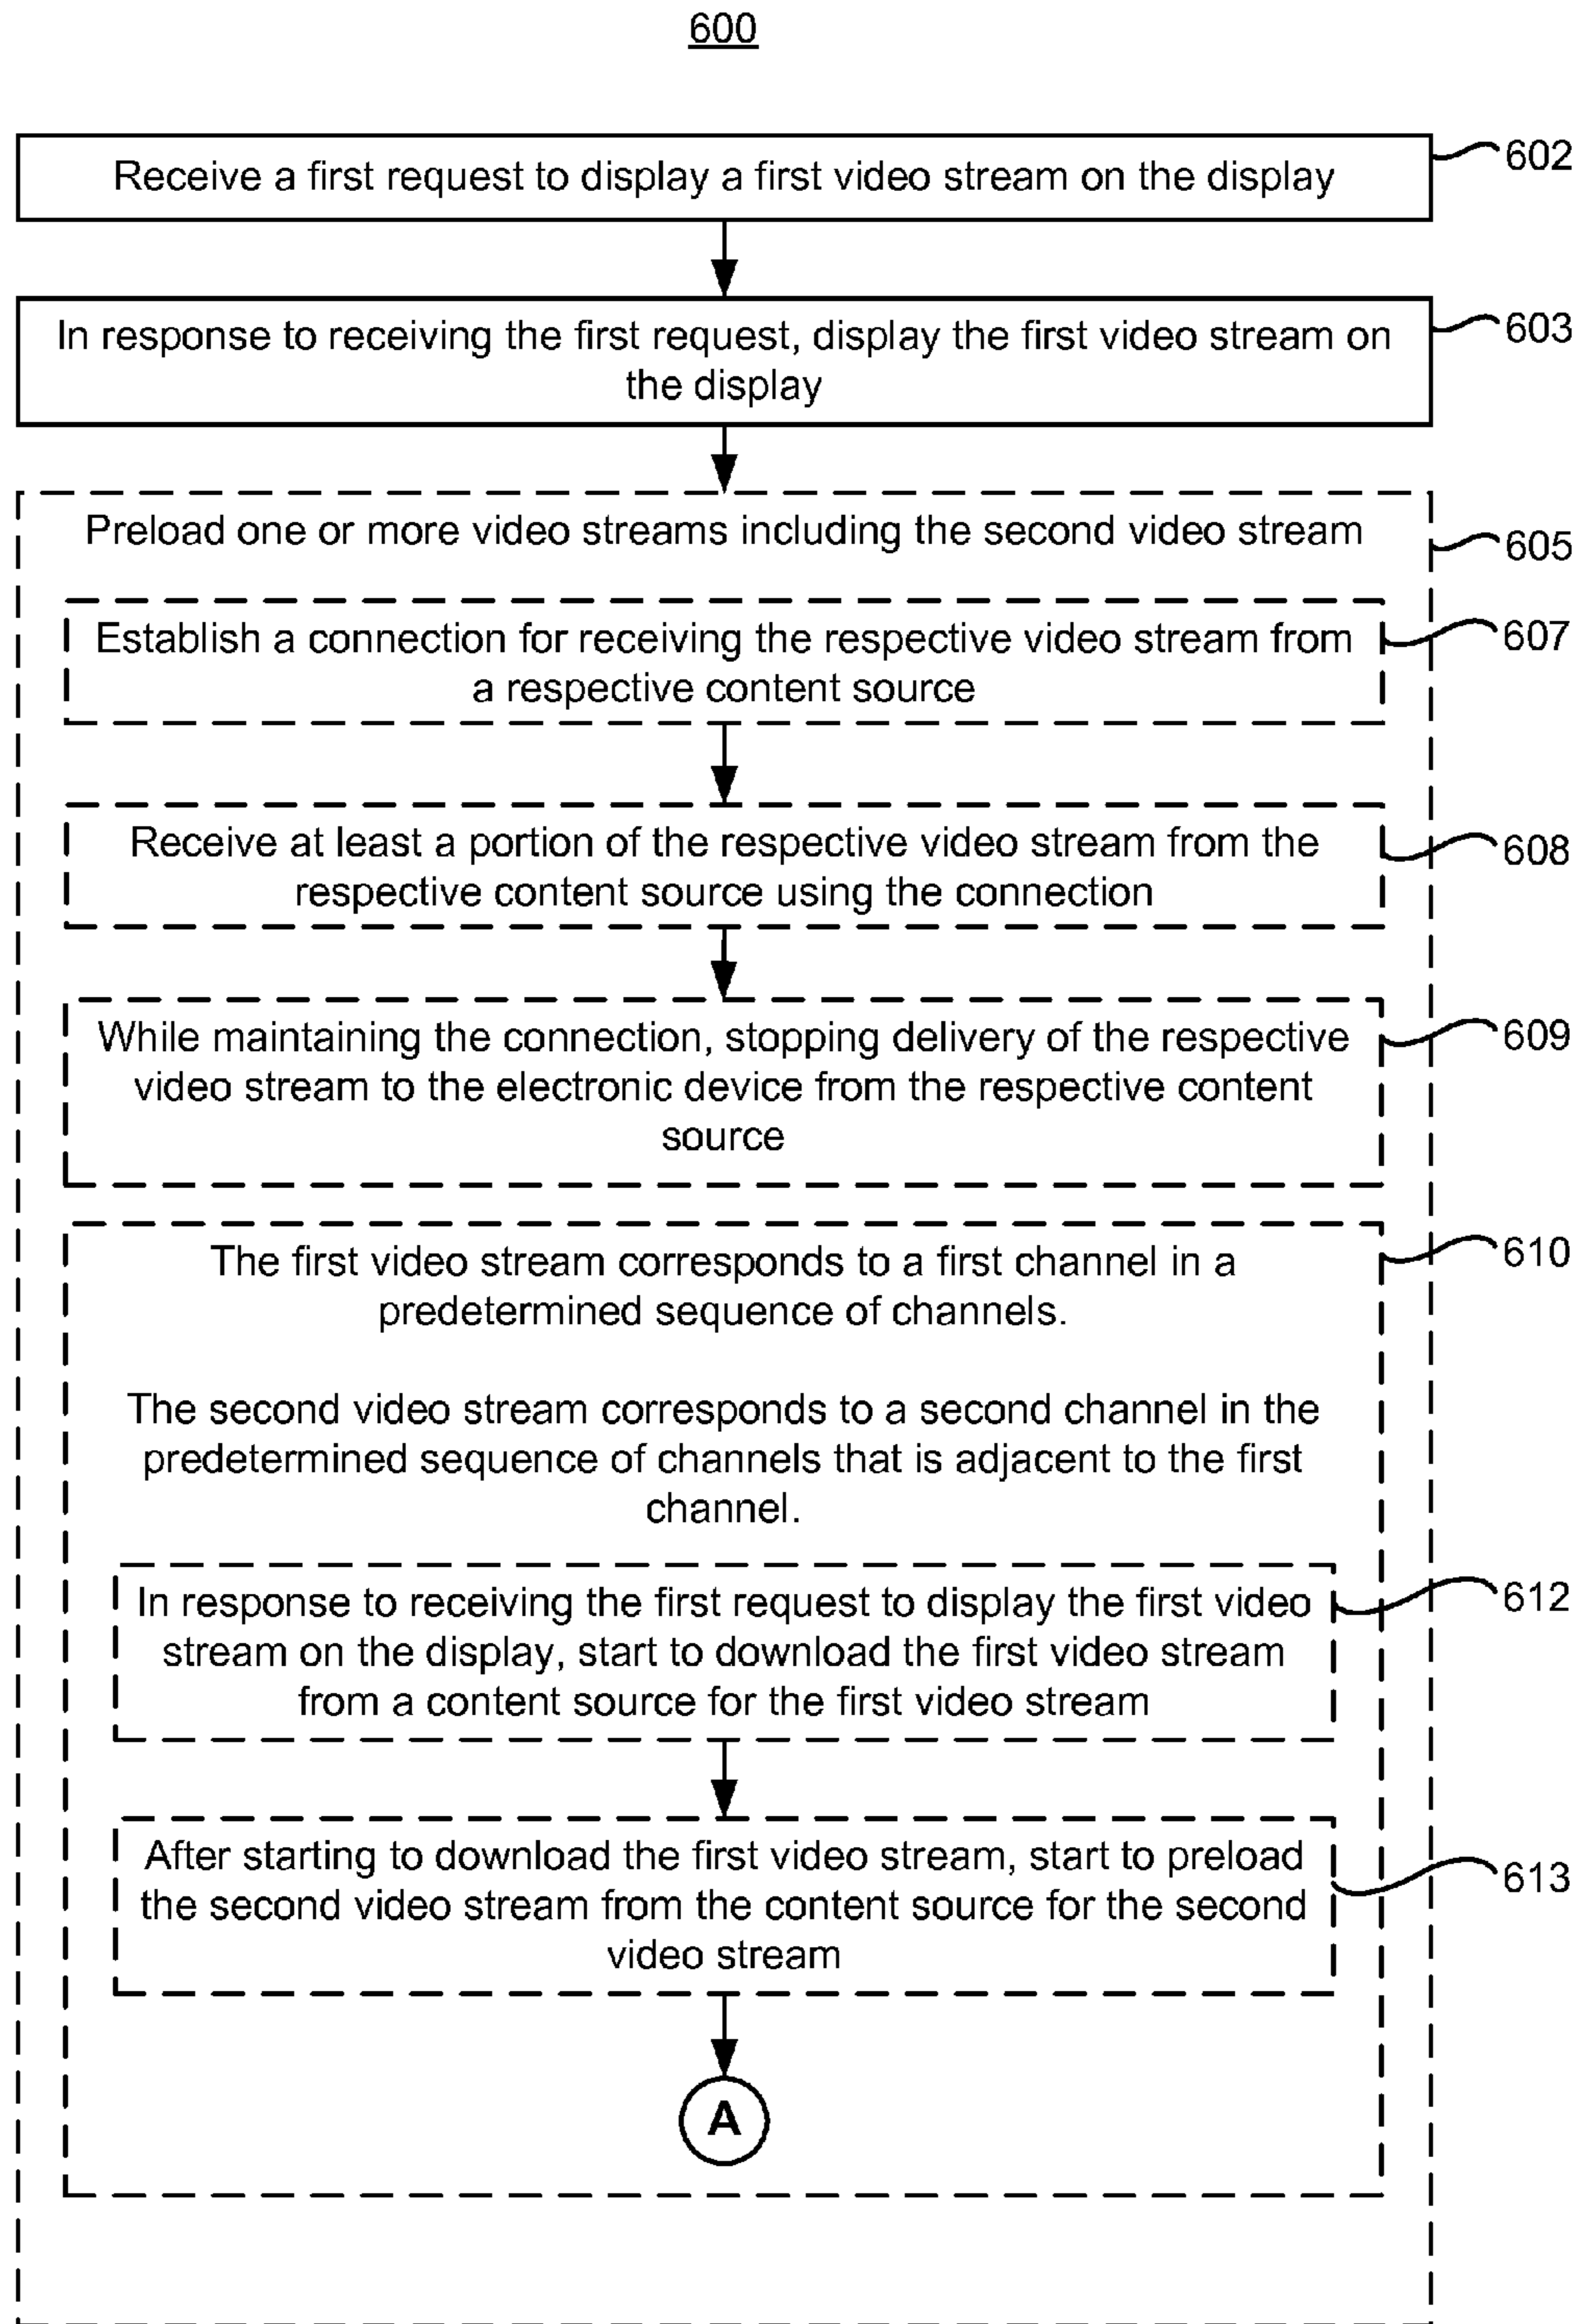 600
Receive a first request to display a first video stream on the display
602
In response to receiving the first request, display the first video stream on
the display
603
Preload one or more video streams including the second video stream
605
Establish a connection for receiving the respective video stream from
a respective content source
607
Receive at least a portion of the respective video stream from the
respective content source using the connection
608
While maintaining the connection, stopping delivery of the respective
video stream to the electronic device from the respective content
source
609
The first video stream corresponds to a first channel in a
predetermined sequence of channels.
610
The second video stream corresponds to a second channel in the
predetermined sequence of channels that is adjacent to the first
channel.
In response to receiving the first request to display the first video
stream on the display, start to download the first video stream
from a content source for the first video stream
612
After starting to download the first video stream, start to preload
the second video stream from the content source for the second
video stream
613
A